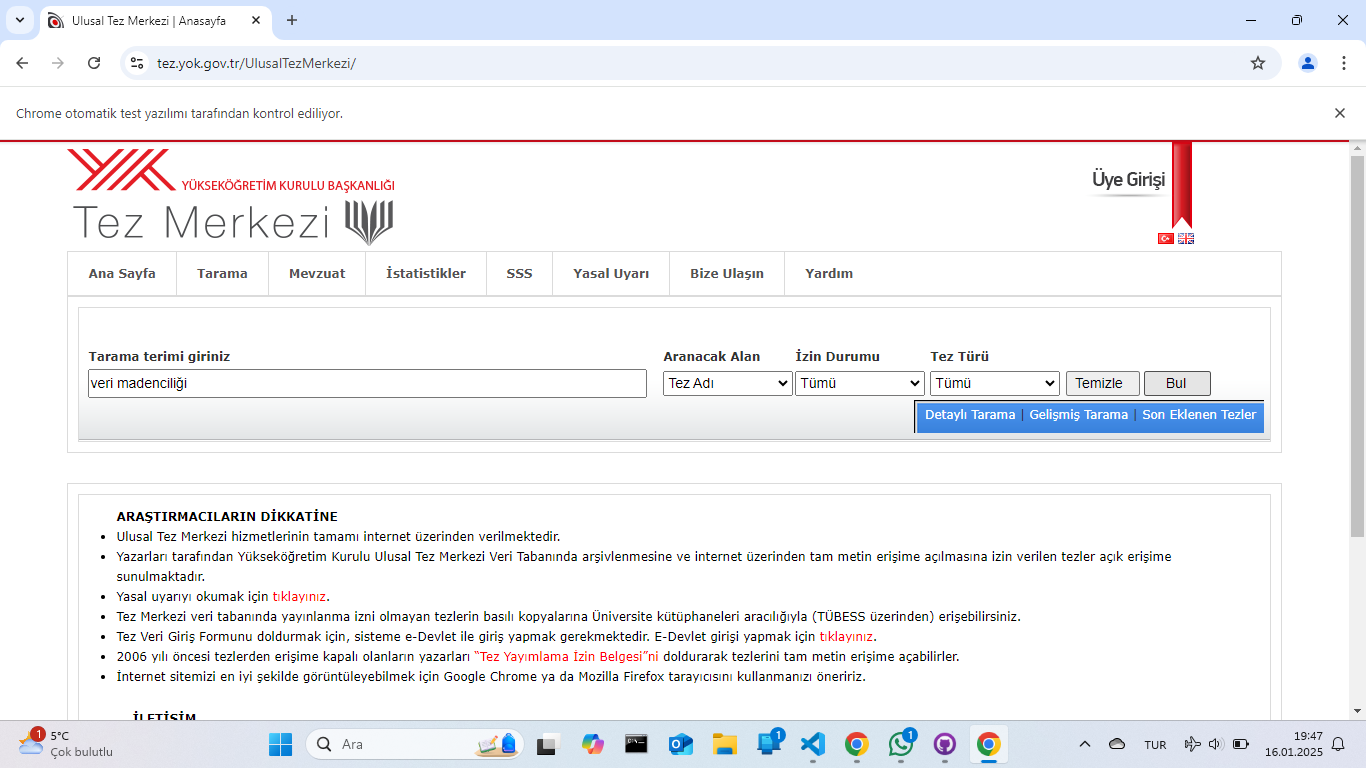 Ulusal Tez Merkezi | Anasayfa
tez.yok.gov.tr/UlusalTezMerkezi/
Chrome otomatik test yazılımı tarafından kontrol ediliyor.
YÜKSEKÖĞRETİM KURULU BAŞKANLIĞI
Tez Merkezi
Üye Girişi
Ana Sayfa Tarama Mevzuat İstatistikler SSS Yasal Uyarı Bize Ulaşın Yardım
Tarama terimi giriniz Aranacak Alan İzin Durumu Tez Türü
veri madenciliği Tez Adı Tümü Tümü Temizle Bul
Detaylı Tarama | Gelişmiş Tarama | Son Eklenen Tezler
ARAŞTIRMACILARIN DİKKATİNE
• Ulusal Tez Merkezi hizmetlerinin tamamı internet üzerinden verilmektedir.
• Yazarları tarafından Yükseköğretim Kurulu Ulusal Tez Merkezi Veri Tabanında arşivlenmesine ve internet üzerinden tam metin erişime açılmasına izin verilen tezler açık erişime
sunulmaktadır.
• Yasal uyarıyı okumak için tıklayınız.
• Tez Merkezi veri tabanında yayınlanma izni olmayan tezlerin basılı kopyalarına Üniversite kütüphaneleri aracılığıyla (TÜBESS üzerinden) erişebilirsiniz.
• Tez Veri Giriş Formunu doldurmak için, sisteme e-Devlet ile giriş yapmak gerekmektedir. E-Devlet girişi yapmak için tıklayınız.
• 2006 yılı öncesi tezlerden erişime kapalı olanların yazarları "Tez Yayımlama İzin Belgesi"ni doldurarak tezlerini tam metin erişime açabilirler.
• İnternet sitemizi en iyi şekilde görüntüleyebilmek için Google Chrome ya da Mozilla Firefox tarayıcısını kullanmanızı öneririz.
İLETİŞİM
1 5°C
Çok bulutlu
Ara
1
1
TUR
19:47
16.01.2025